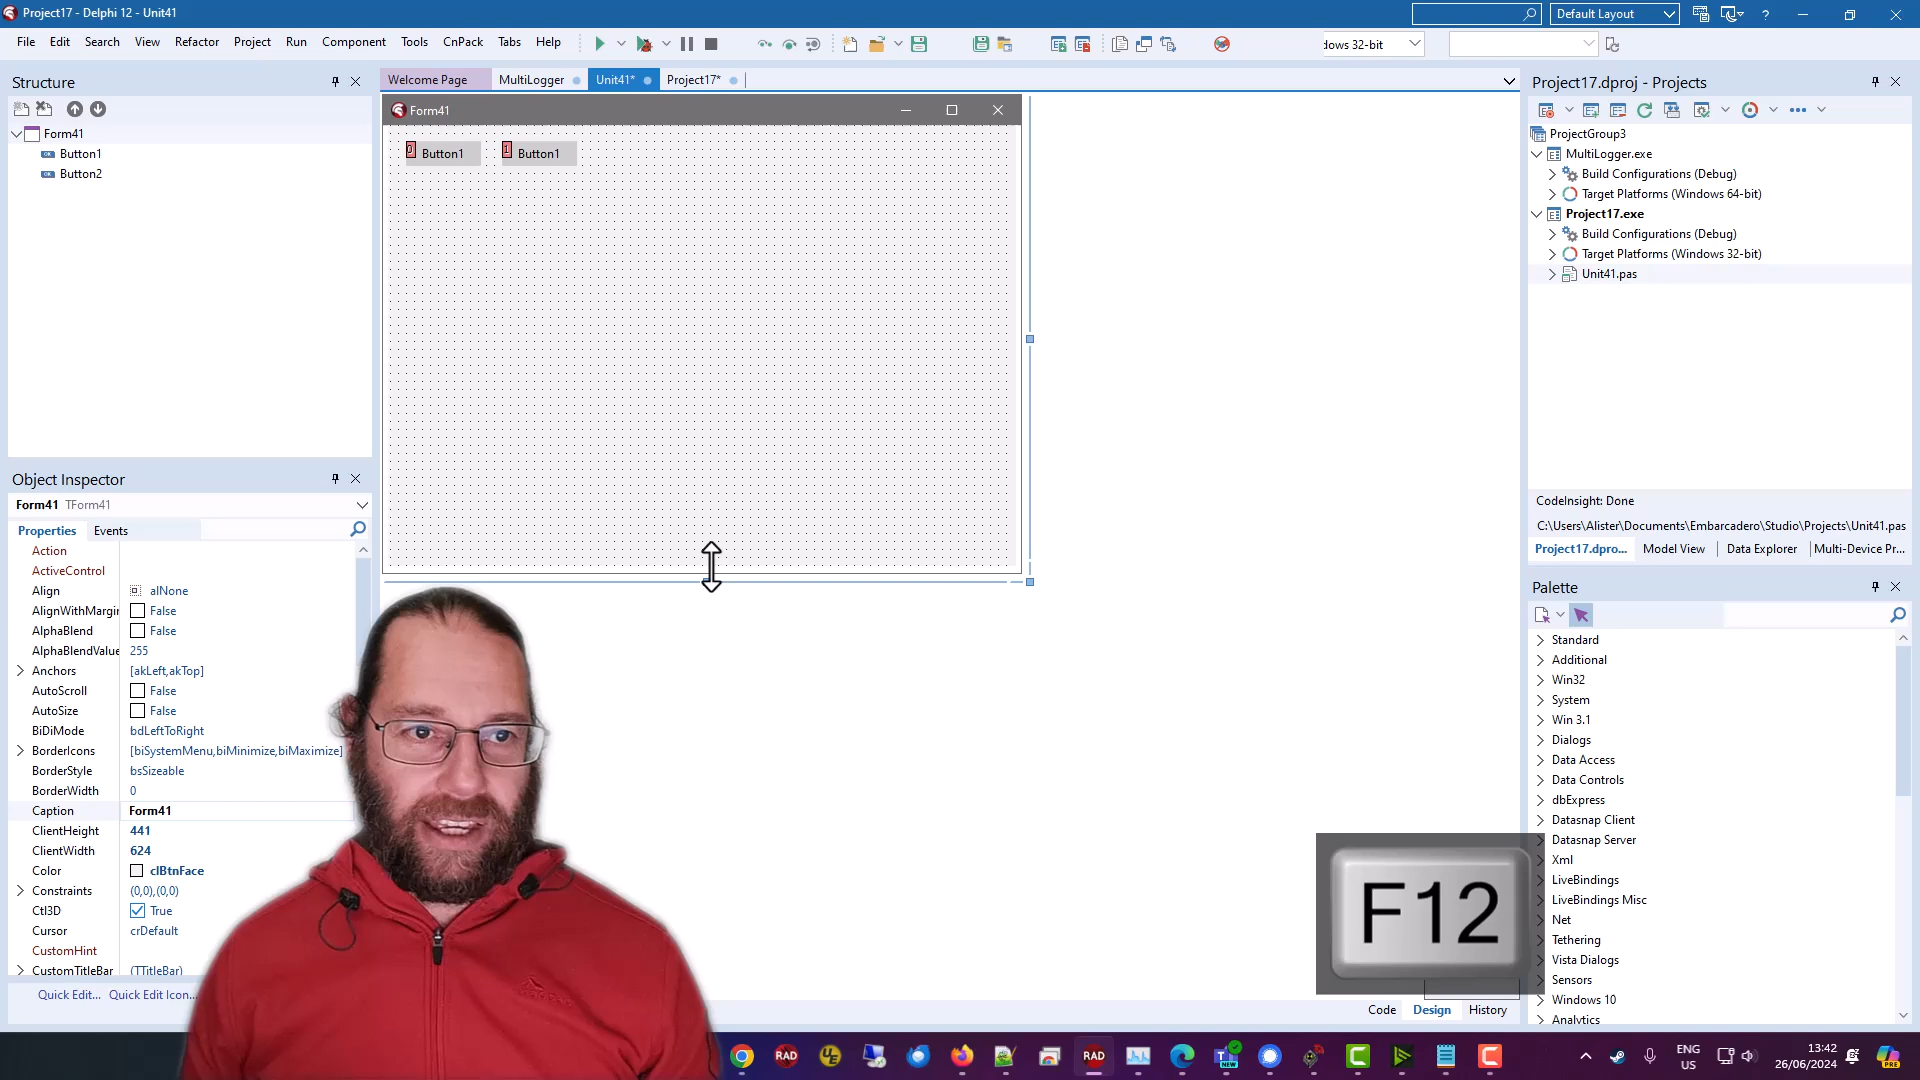 Project17 - Delphi 12 - Unit41
Default Layout
File Edit Search View Refactor Project Run Component Tools CnPack Tabs Help
dows 32-bit
Structure
Form41
Button1
Button2
Welcome Page
MultiLogger
Unit41*
Project17*
Form41
0 Button1
1 Button1
Object Inspector
Form41 TForm41
Properties Events
Action
ActiveControl
Align alNone
AlignWithMargin False
AlphaBlend False
AlphaBlendValue 255
Anchors [akLeft,akTop]
AutoScroll False
AutoSize False
BiDiMode bdLeftToRight
BorderIcons [biSystemMenu,biMinimize,biMaximize]
BorderStyle bsSizeable
BorderWidth 0
Caption Form41
ClientHeight 441
ClientWidth 624
Color clBtnFace
Constraints (0,0),(0,0)
Ctl3D True
Cursor crDefault
CustomHint
CustomTitleBar (TTitleBar)
Quick Edit... Quick Edit Icon...
F12
Code Design History
Project17.dproj - Projects
ProjectGroup3
MultiLogger.exe
Build Configurations (Debug)
Target Platforms (Windows 64-bit)
Project17.exe
Build Configurations (Debug)
Target Platforms (Windows 32-bit)
Unit41.pas
CodeInsight: Done
C:\Users\Alister\Documents\Embarcadero\Studio\Projects\Unit41.pas
Project17.dpro... Model View Data Explorer Multi-Device Pr...
Palette
Standard
Additional
Win32
System
Win 3.1
Dialogs
Data Access
Data Controls
dbExpress
Datasnap Client
Datasnap Server
Xml
LiveBindings
LiveBindings Misc
Net
Tethering
Vista Dialogs
Sensors
Windows 10
Analytics
RAD
UE
RAD
NEW
ENG
US
13:42
26/06/2024
PRE